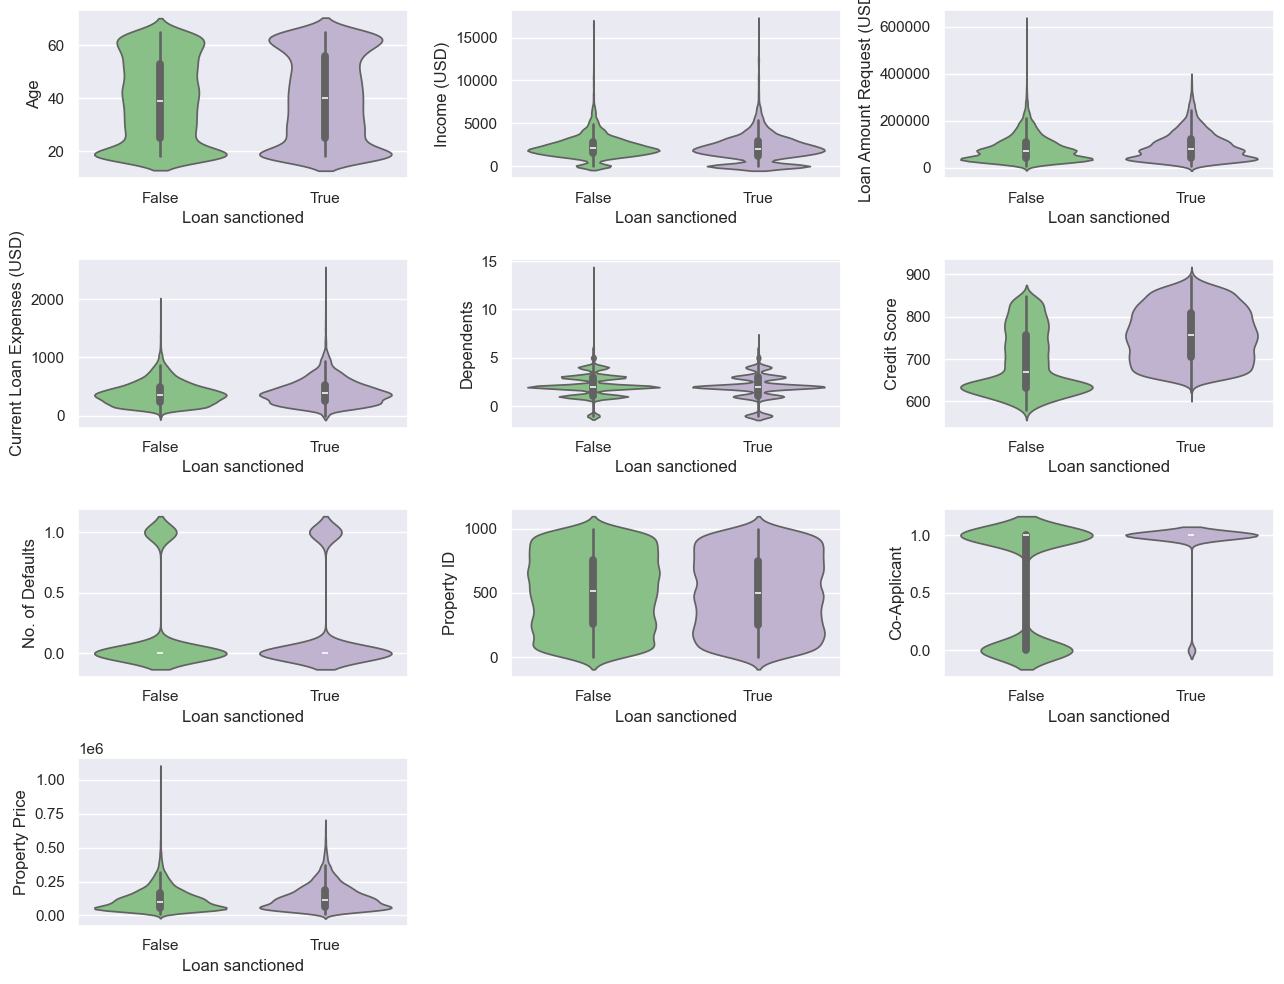 Age
60
40
20
False
True
Loan sanctioned
Income (USD)
15000
10000
5000
0
False
True
Loan sanctioned
Loan Amount Request (USD
600000
400000
200000
0
False
True
Loan sanctioned
Current Loan Expenses (USD)
2000
1000
0
False
True
Loan sanctioned
Dependents
15
10
5
0
False
True
Loan sanctioned
Credit Score
900
800
700
600
False
True
Loan sanctioned
No. of Defaults
1.0
0.5
0.0
False
True
Loan sanctioned
Property ID
1000
500
0
False
True
Loan sanctioned
Co-Applicant
1.0
0.5
0.0
False
True
Loan sanctioned
1e6
Property Price
1.00
0.75
0.50
0.25
0.00
False
True
Loan sanctioned